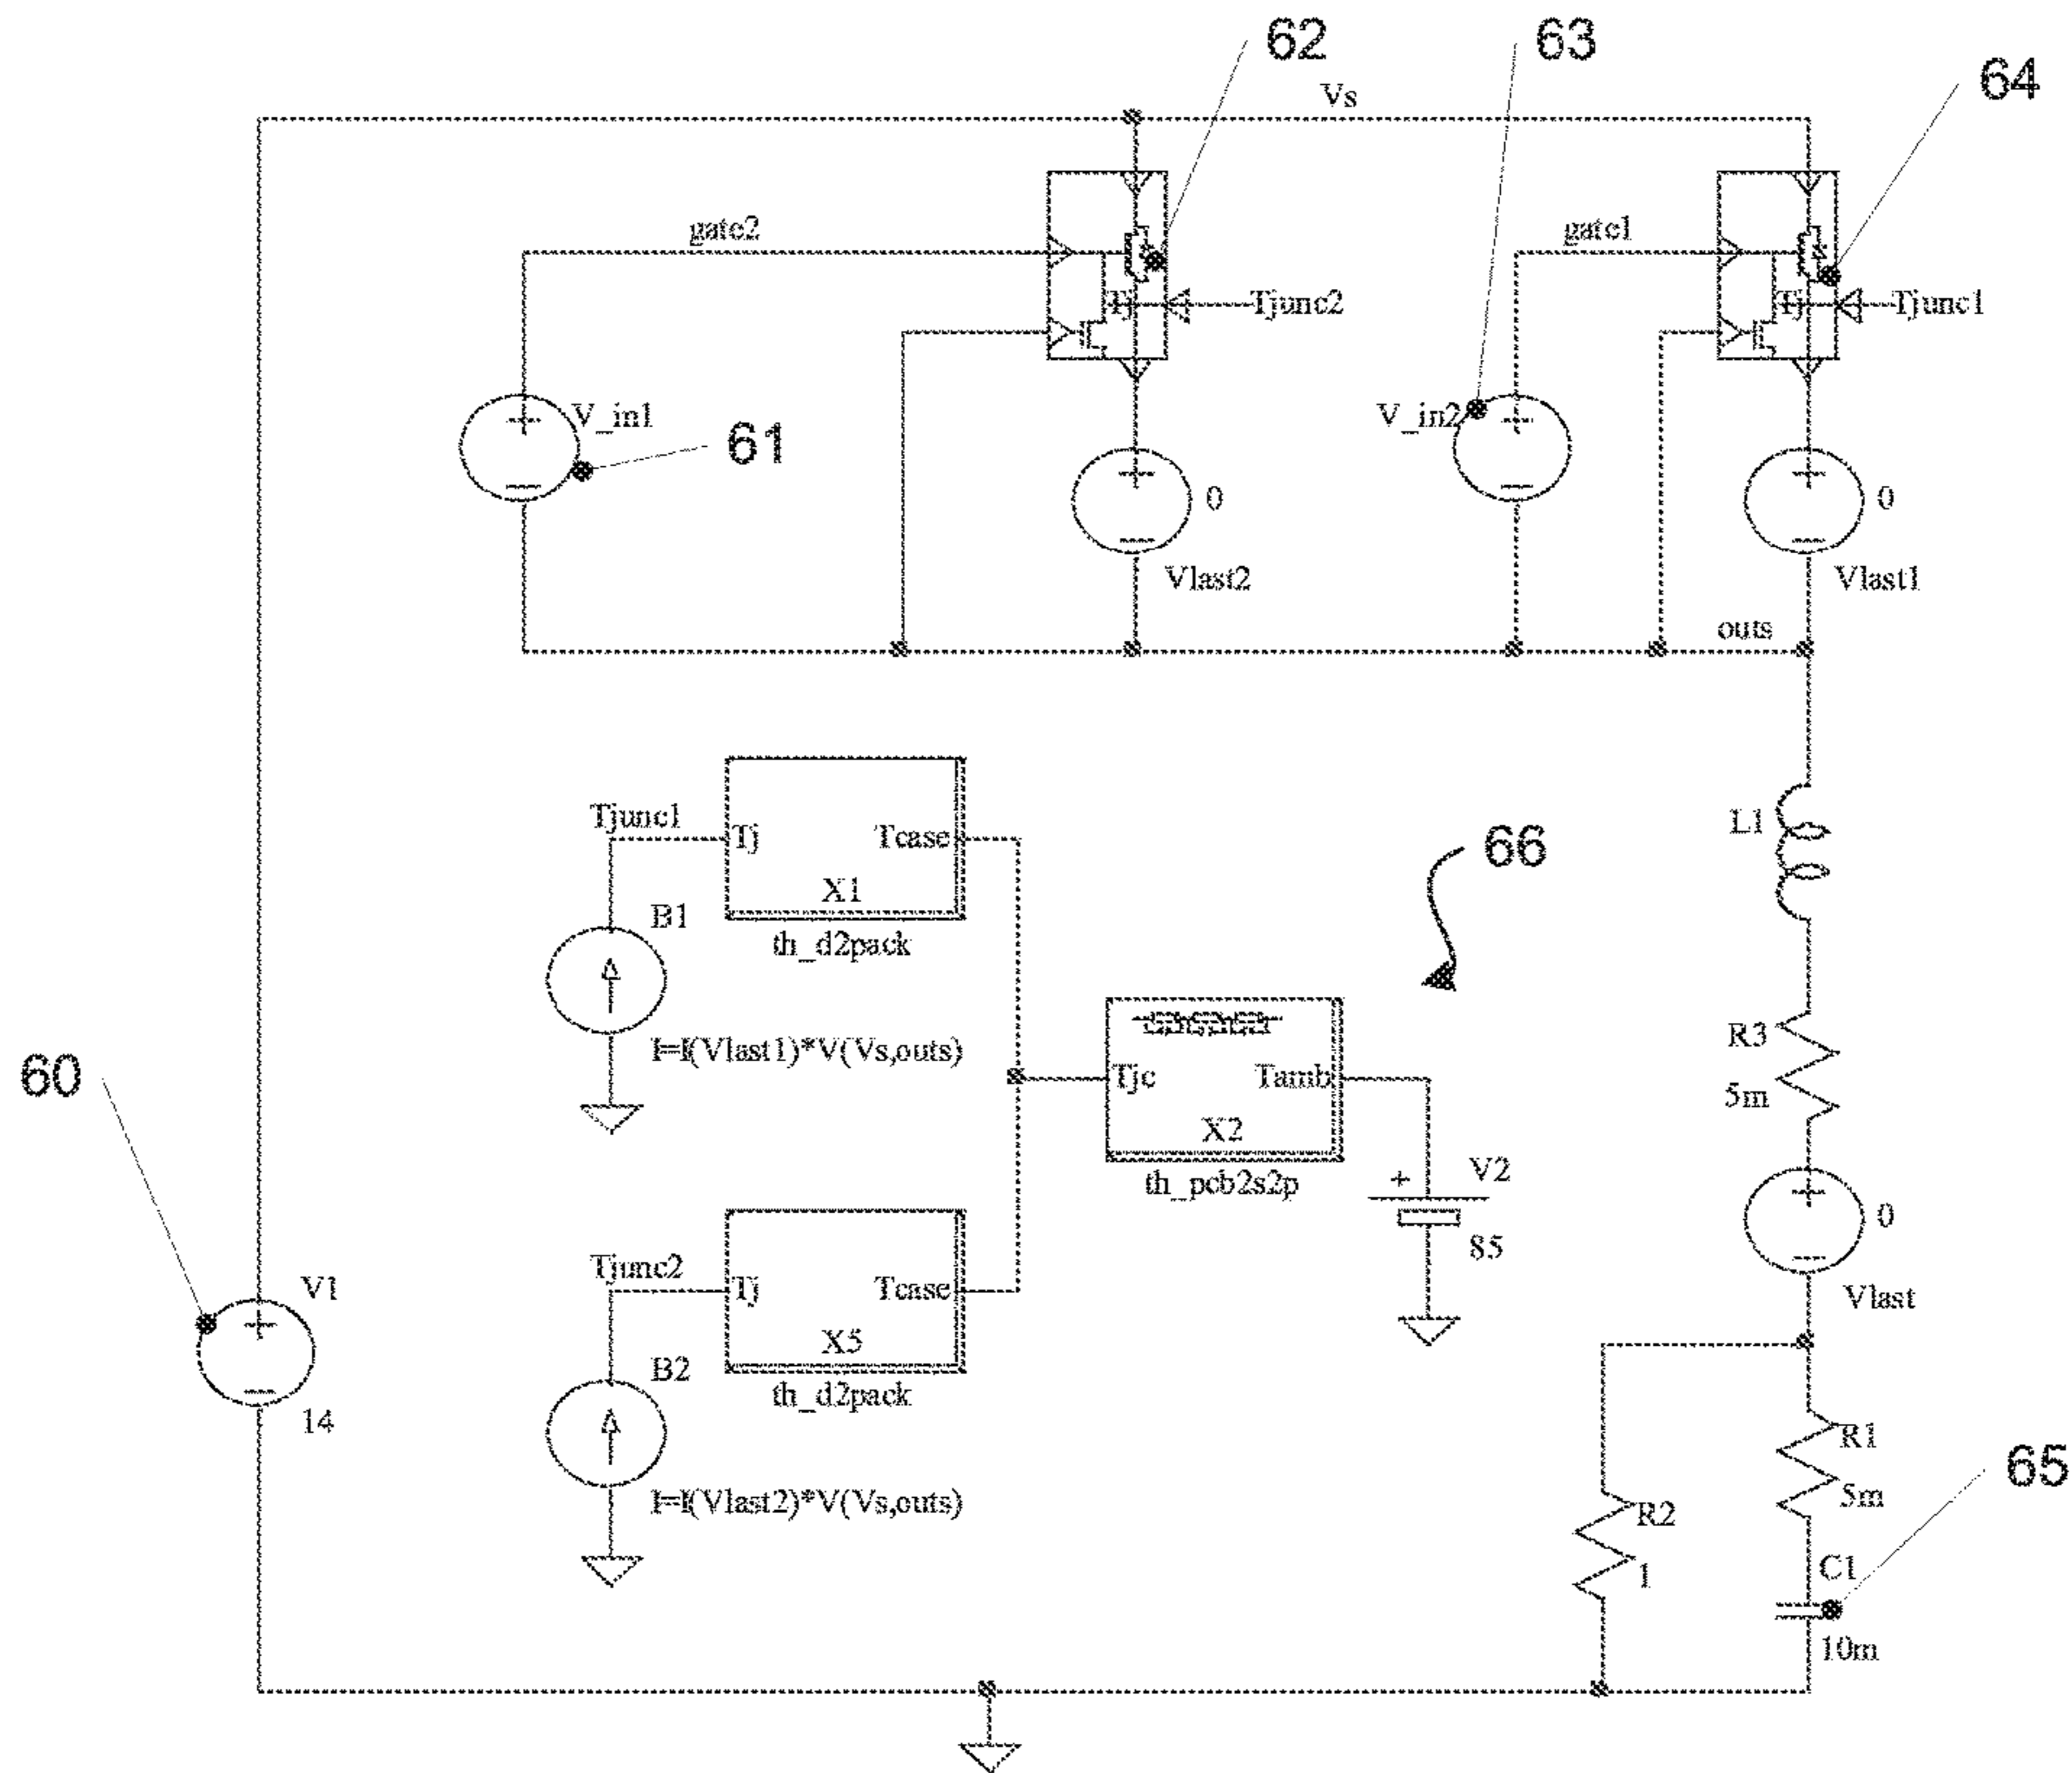 62
63
64
Vs
gate2
gate1
Tj
Tjunc2
Tj
Tjunc1
V_in1
61
V_in2
0
0
Vlast2
Vlast1
outs
Tjunc1
Tj
Tcase
X1
th_d2pack
B1
I=I(Vlast1)*V(Vs,outs)
66
L1
R3
5m
60
Tjc
Tamb
X2
th_pcb2s2p
+
V2
85
0
Vlast
Tjunc2
Tj
Tcase
X5
th_d2pack
B2
I=I(Vlast2)*V(Vs,outs)
V1
14
R1
5m
65
R2
1
C1
10m